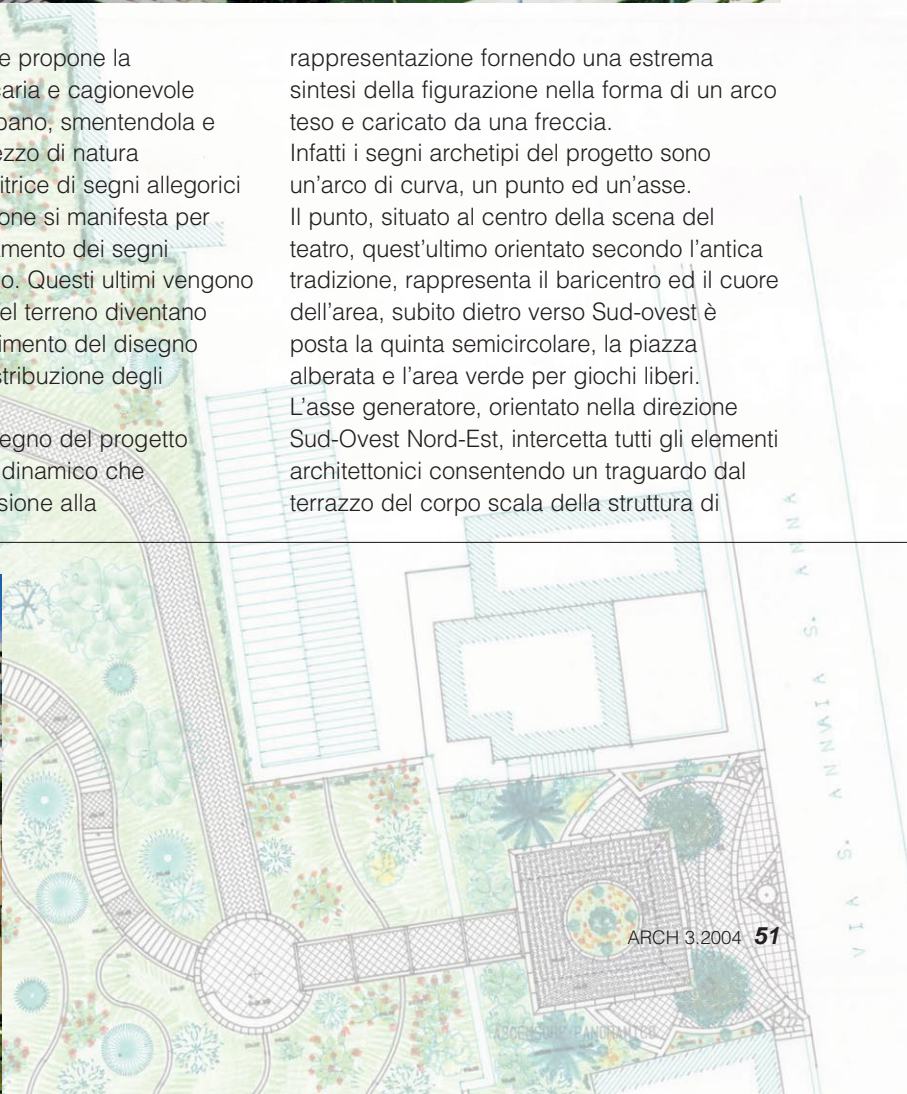 e propone la
caria e cagionevole
bano, smentendola e
ezzo di natura
itrice di segni allegorici
one si manifesta per
amento dei segni
o. Questi ultimi vengono
el terreno diventano
imento del disegno
stribuzione degli
egno del progetto
dinamico che
sione alla
rappresentazione fornendo una estrema
sintesi della figurazione nella forma di un arco
teso e caricato da una freccia.
Infatti i segni archetipi del progetto sono
un'arco di curva, un punto ed un'asse.
Il punto, situato al centro della scena del
teatro, quest'ultimo orientato secondo l'antica
tradizione, rappresenta il baricentro ed il cuore
dell'area, subito dietro verso Sud-ovest è
posta la quinta semicircolare, la piazza
alberata e l'area verde per giochi liberi.
L'asse generatore, orientato nella direzione
Sud-Ovest Nord-Est, intercetta tutti gli elementi
architettonici consentendo un traguardo dal
terrazzo del corpo scala della struttura di
VIA S.
ASCENSORE PANORAMICO
ARCH 3.2004 51